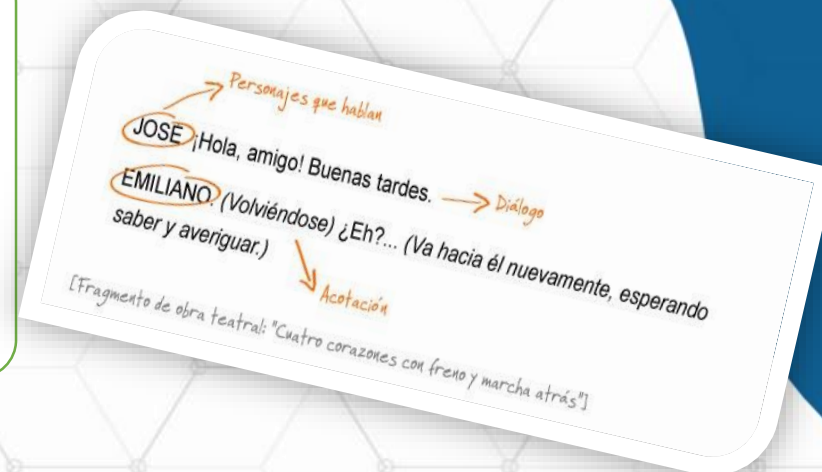 Personajes que hablan
JOSÉ ¡Hola, amigo! Buenas tardes. Diálogo
EMILIANO. (Volviéndose) ¿Eh?... (Va hacia él nuevamente, esperando
saber y averiguar.)
Acotación
[Fragmento de obra teatral: "Cuatro corazones con freno y marcha atrás"]